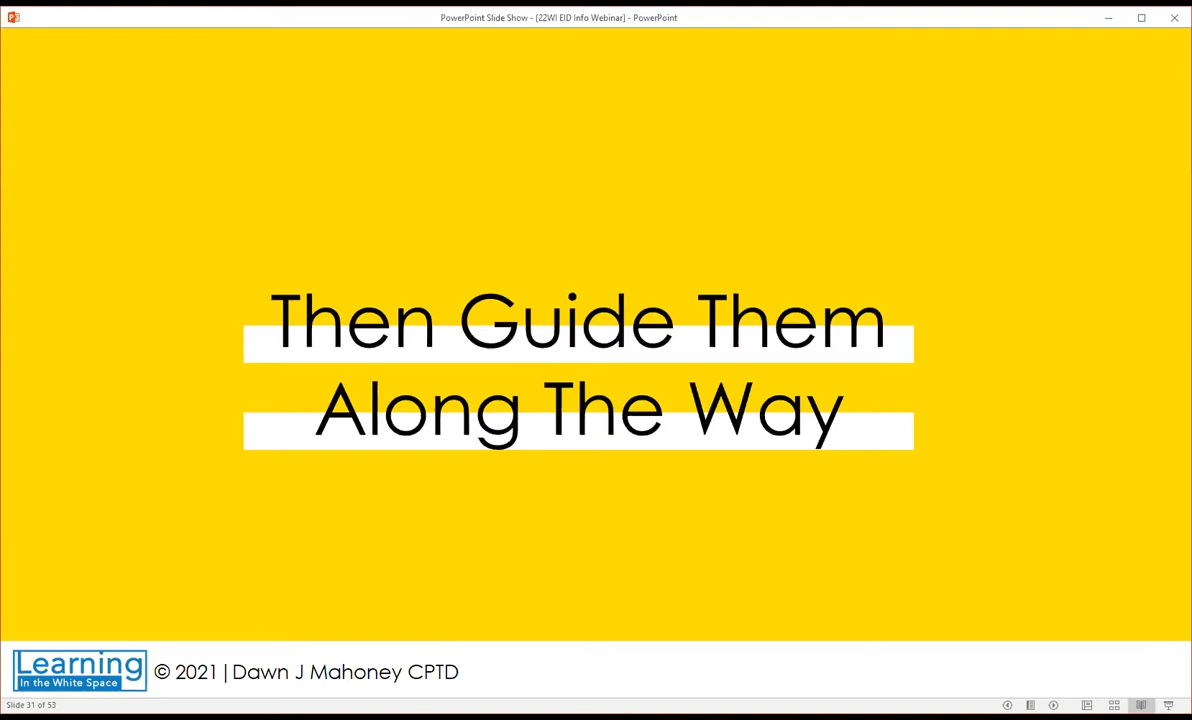 PowerPoint Slide Show - [22WI EID Info Webinar] - PowerPoint
Then Guide Them
Along The Way
Learning
In the White Space
© 2021 | Dawn J Mahoney CPTD
Slide 31 of 53